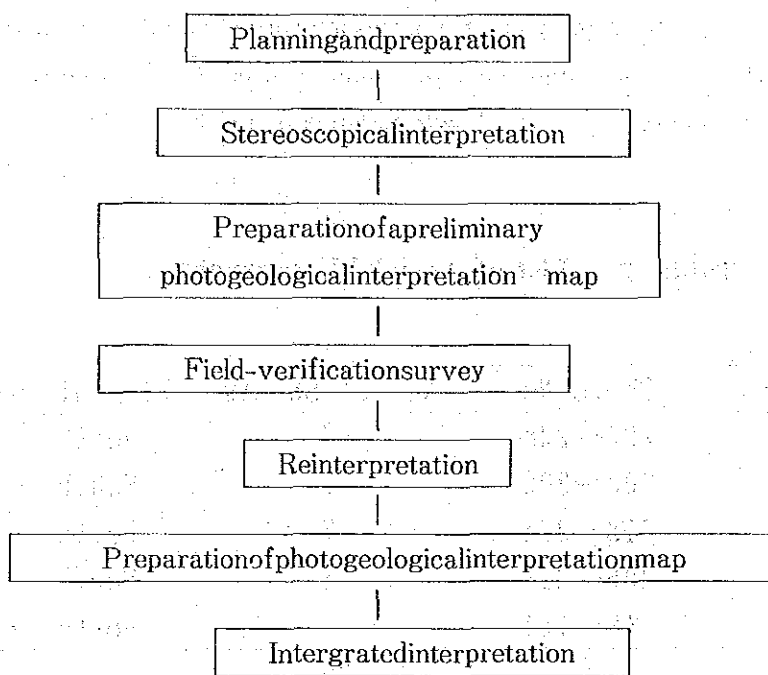 Planningandpreparation
Stereoscopicalinterpretation
Preparationofapreliminary
photogeologicalinterpretation map
Field-verificationsurvey
Reinterpretation
Preparationofphotogeologicalinterpretationmap
Intergratedinterpretation